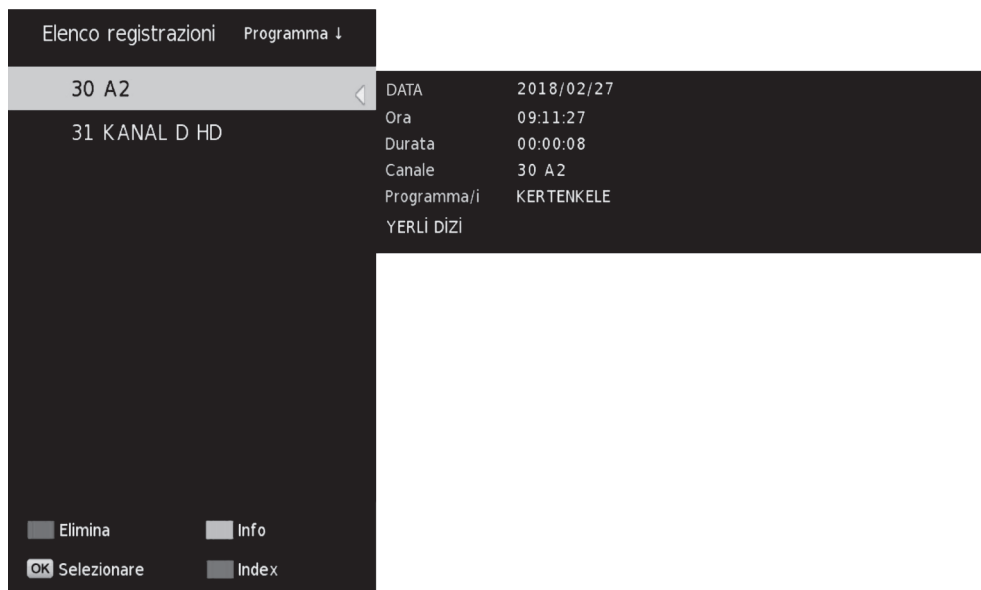 Elenco registrazioni Programma ↓
30 A2
31 KANAL D HD
DATA 2018/02/27
Ora 09:11:27
Durata 00:00:08
Canale 30 A2
Programma/i KERTENKELE
YERLİ DİZİ
Elimina Info
OK Selezionare Index